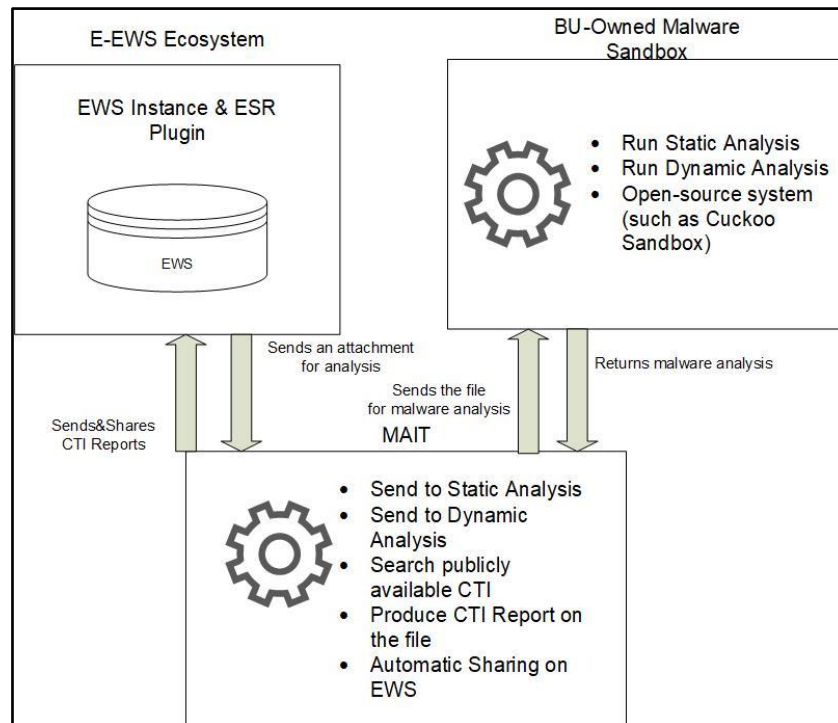 E-EWS Ecosystem
EWS Instance & ESR
Plugin
EWS
BU-Owned Malware
Sandbox
• Run Static Analysis
• Run Dynamic Analysis
• Open-source system
(such as Cuckoo
Sandbox)
Sends an attachment
for analysis
Sends&Shares
CTI Reports
Sends the file
for malware analysis
Returns malware analysis
MAIT
• Send to Static Analysis
• Send to Dynamic
Analysis
• Search publicly
available CTI
• Produce CTI Report on
the file
• Automatic Sharing on
EWS